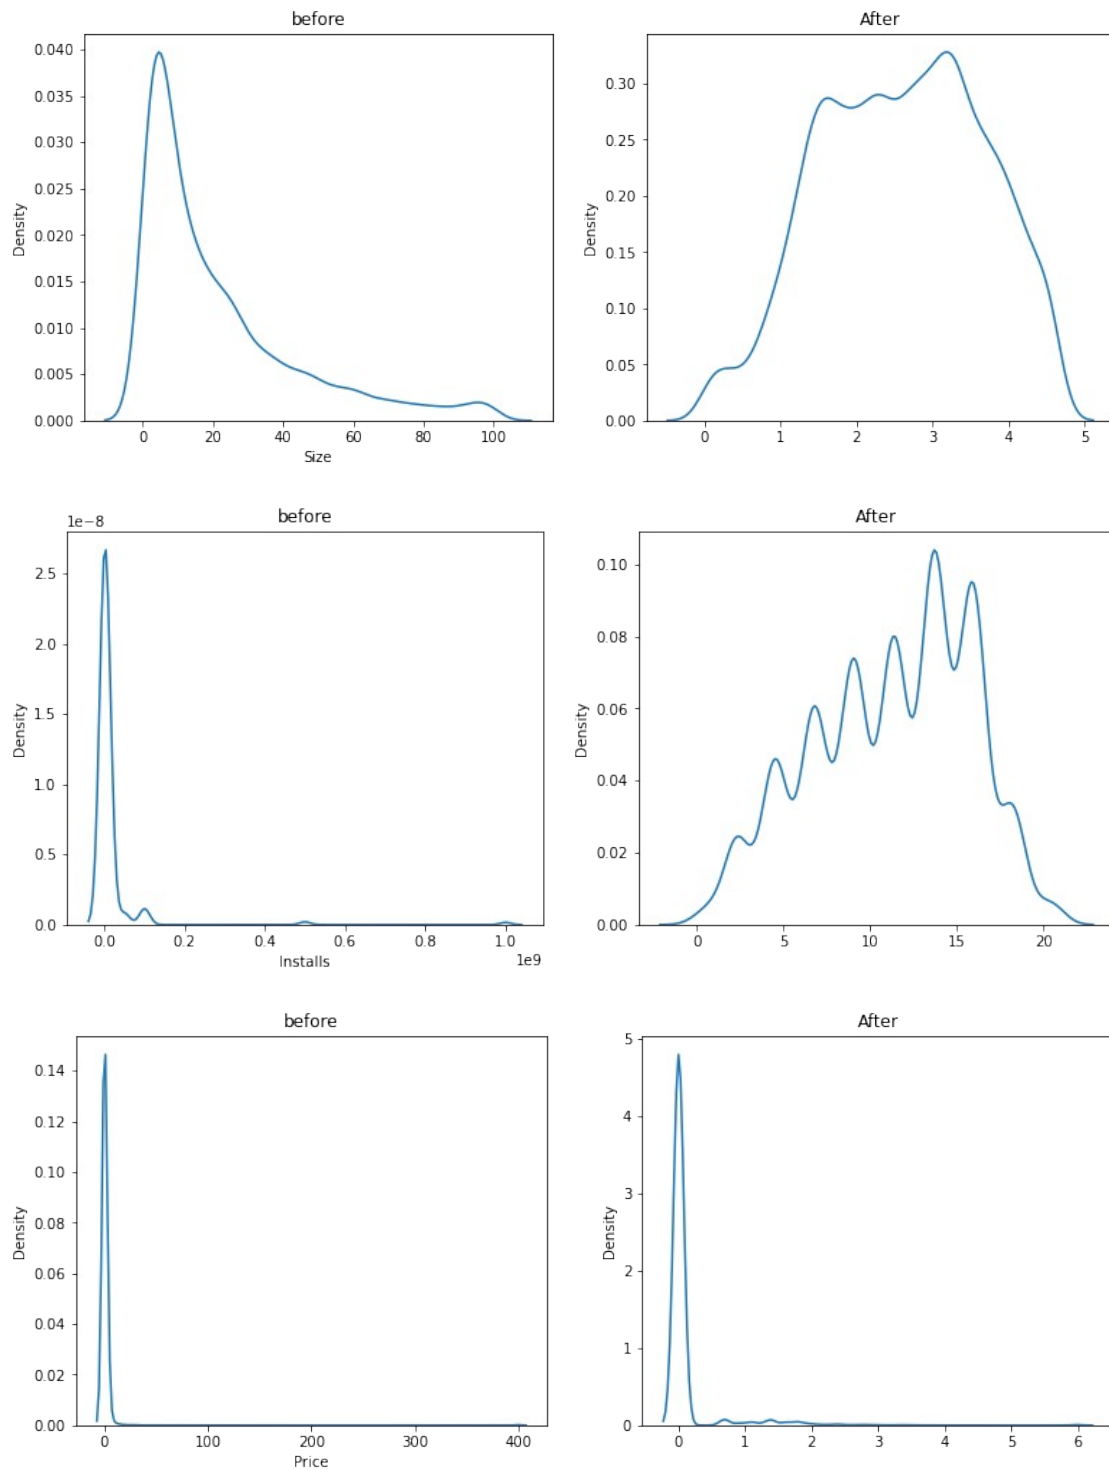 before
After
0.040
0.035
0.030
0.025
0.020
0.015
0.010
0.005
0.000
Density
0 20 40 60 80 100
Size
0.30
0.25
0.20
0.15
0.10
0.05
0.00
Density
0 1 2 3 4 5
before
After
1e−8
2.5
2.0
1.5
1.0
0.5
0.0
Density
0.0 0.2 0.4 0.6 0.8 1.0
Installs
1e9
0.10
0.08
0.06
0.04
0.02
0.00
Density
0 5 10 15 20
before
After
0.14
0.12
0.10
0.08
0.06
0.04
0.02
0.00
Density
0 100 200 300 400
Price
5
4
3
2
1
0
Density
0 1 2 3 4 5 6